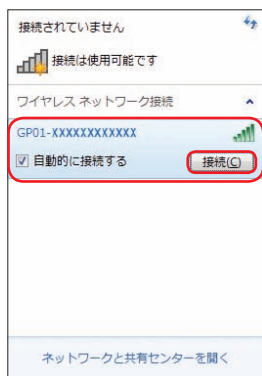 接続されていません
接続は使用可能です
ワイヤレス ネットワーク接続
GP01-XXXXXXXXXXXX
自動的に接続する
接続(C)
ネットワークと共有センターを開く